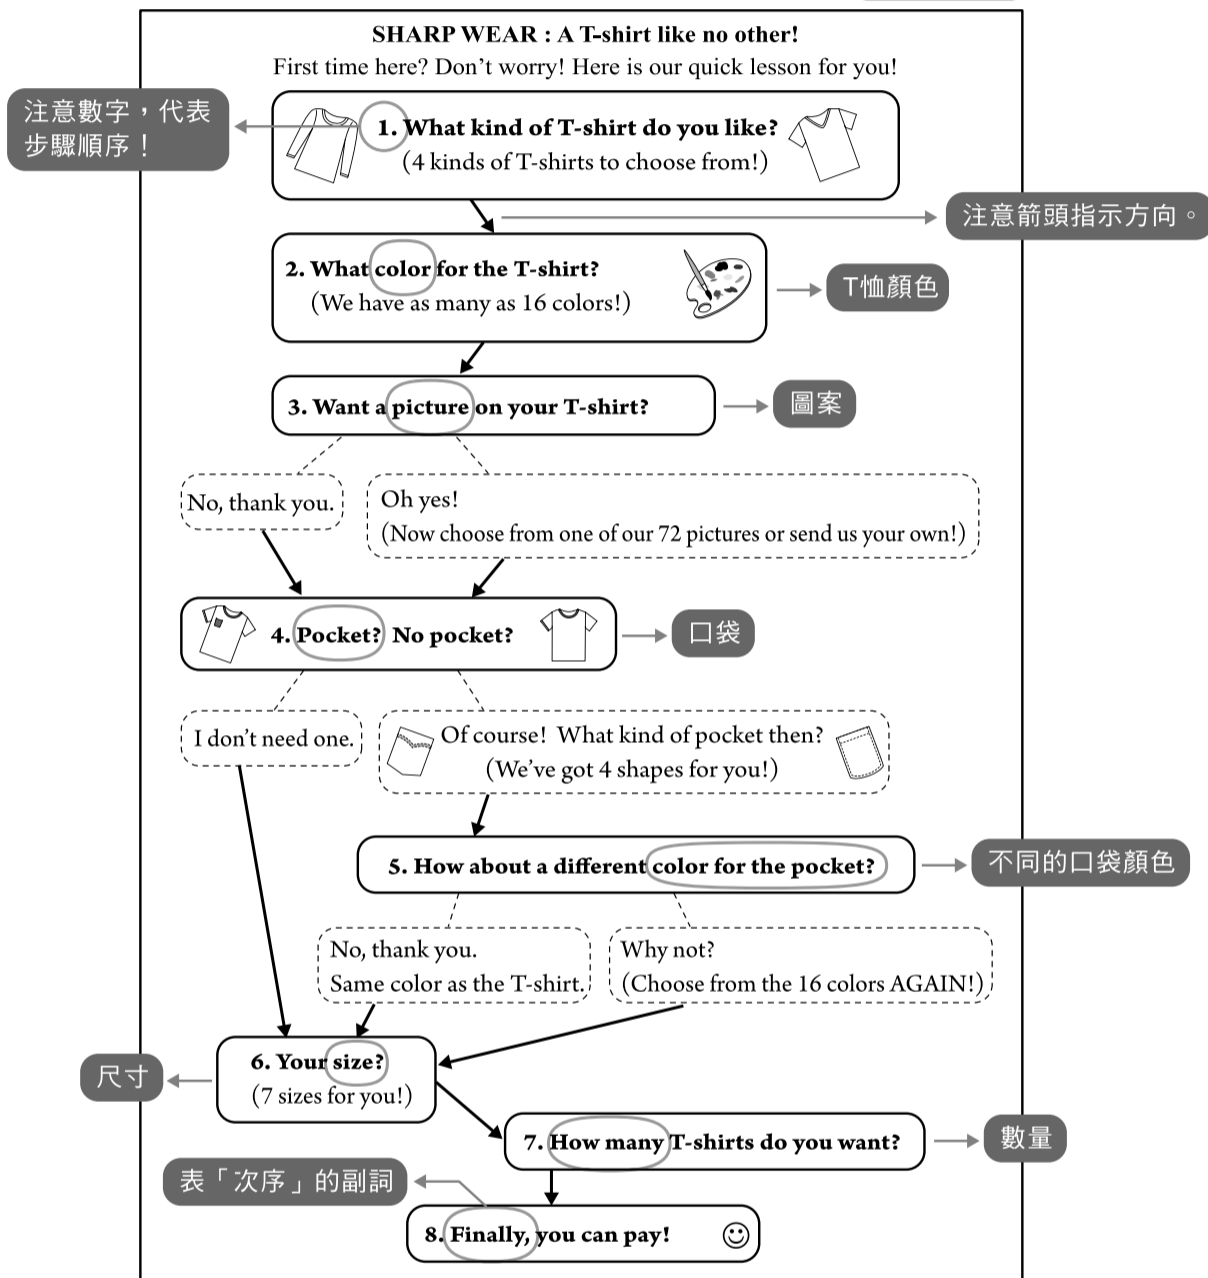 SHARP WEAR : A T-shirt like no other!
First time here? Don't worry! Here is our quick lesson for you!
注意數字，代表
步驟順序！
1. What kind of T-shirt do you like?
(4 kinds of T-shirts to choose from!)
注意箭頭指示方向。
2. What color for the T-shirt?
(We have as many as 16 colors!)
T恤顏色
3. Want a picture on your T-shirt?
圖案
No, thank you.
Oh yes!
(Now choose from one of our 72 pictures or send us your own!)
4. Pocket? No pocket?
口袋
I don't need one.
Of course! What kind of pocket then?
(We've got 4 shapes for you!)
5. How about a different color for the pocket?
不同的口袋顏色
No, thank you.
Same color as the T-shirt.
Why not?
(Choose from the 16 colors AGAIN!)
6. Your size?
(7 sizes for you!)
尺寸
7. How many T-shirts do you want?
數量
表「次序」的副詞
8. Finally, you can pay!